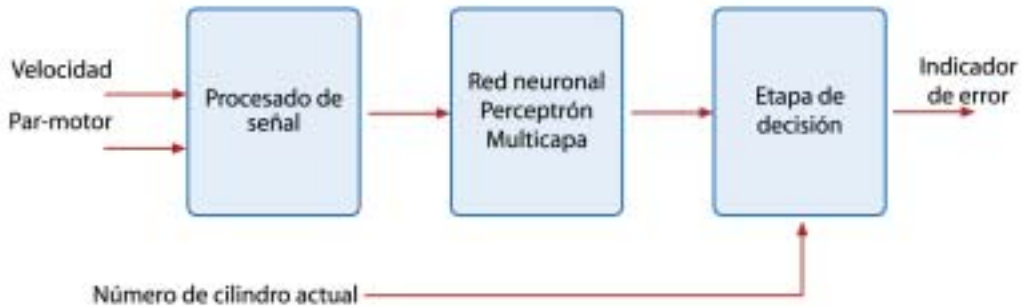 Velocidad
Par-motor
Procesado de
señal
Red neuronal
Perceptrón
Multicapa
Etapa de
decisión
Indicador
de error
Número de cilindro actual